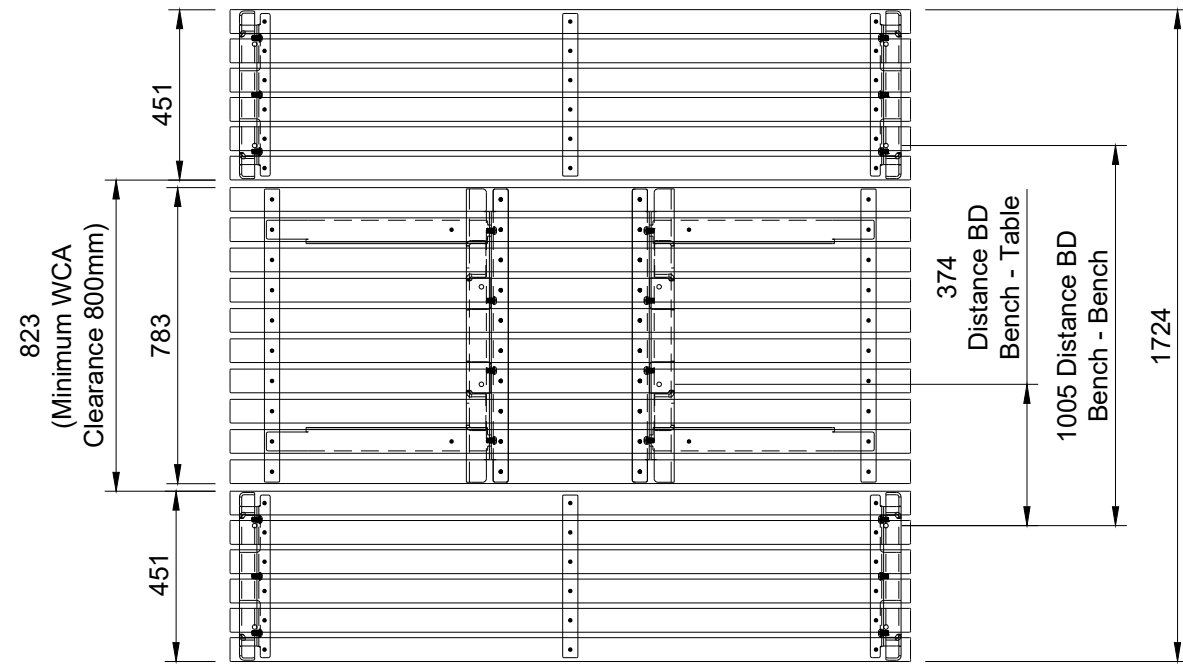 451
823
(Minimum WCA
Clearance 800mm)
783
451
374
Distance BD
Bench - Table
1005 Distance BD
Bench - Bench
1724